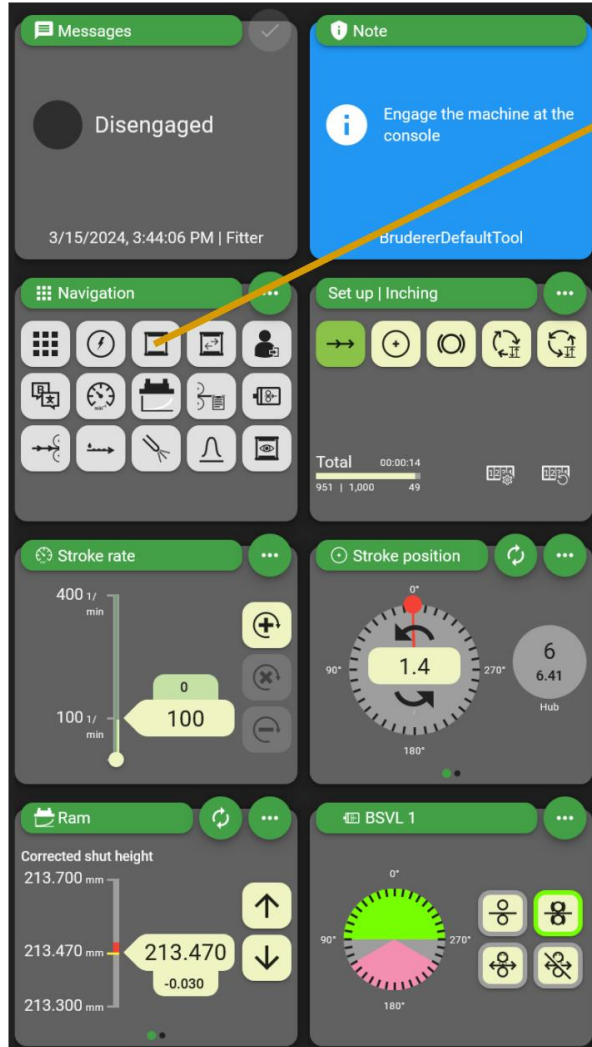 Messages
Disengaged
3/15/2024, 3:44:06 PM | Fitter
Note
Engage the machine at the
console
BrudererDefaultTool
Navigation
Set up | Inching
Total 00:00:14
951 | 1,000 49
Stroke rate
400 1/
min
0
100
100 1/
min
Stroke position
0°
90°
1.4
270°
180°
6
6.41
Hub
Ram
Corrected shut height
213.700 mm
213.470 mm
213.470
-0.030
213.300 mm
BSVL 1
0°
90°
270°
180°